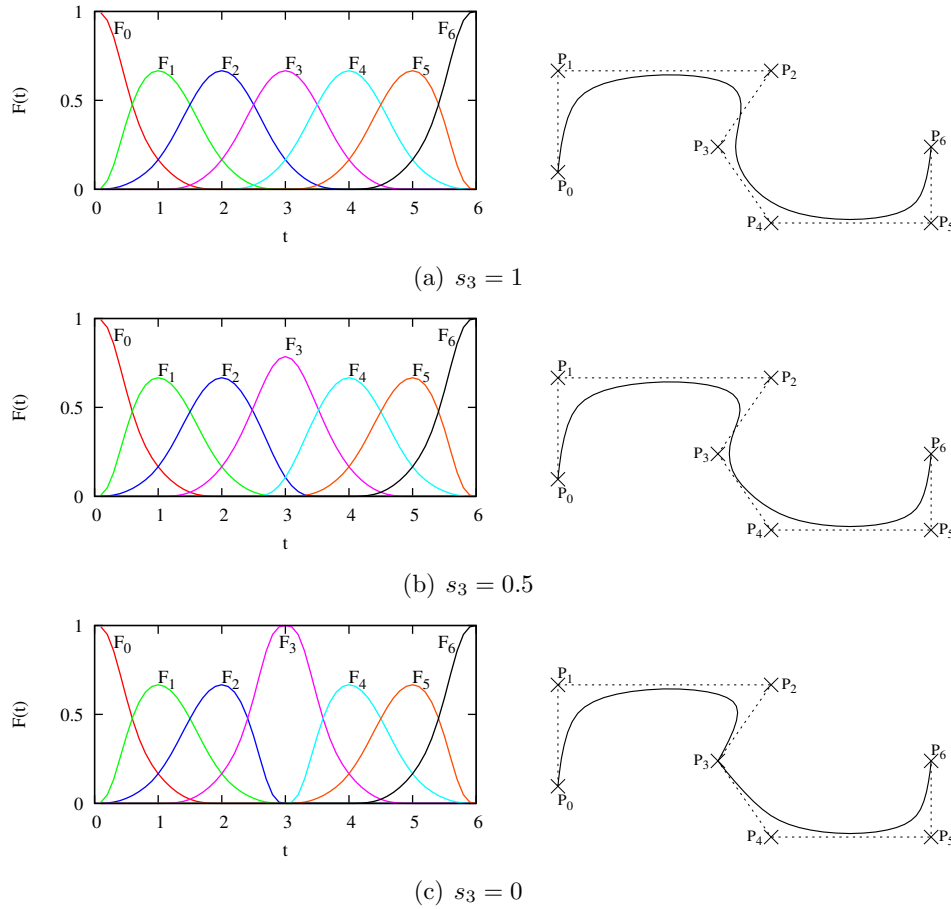 1
F₀
F₆
F₁
F₂
F₃
F₄
F₅
0.5
F(t)
0
0 1 2 3 4 5 6
t
P₁
P₂
P₃
P₆
P₀
P₄
P₅
(a) s₃ = 1
1
F₀
F₆
F₃
F₁
F₂
F₄
F₅
0.5
F(t)
0
0 1 2 3 4 5 6
t
P₁
P₂
P₃
P₆
P₀
P₄
P₅
(b) s₃ = 0.5
1
F₀
F₃
F₆
F₁
F₂
F₄
F₅
0.5
F(t)
0
0 1 2 3 4 5 6
t
P₁
P₂
P₃
P₆
P₀
P₄
P₅
(c) s₃ = 0